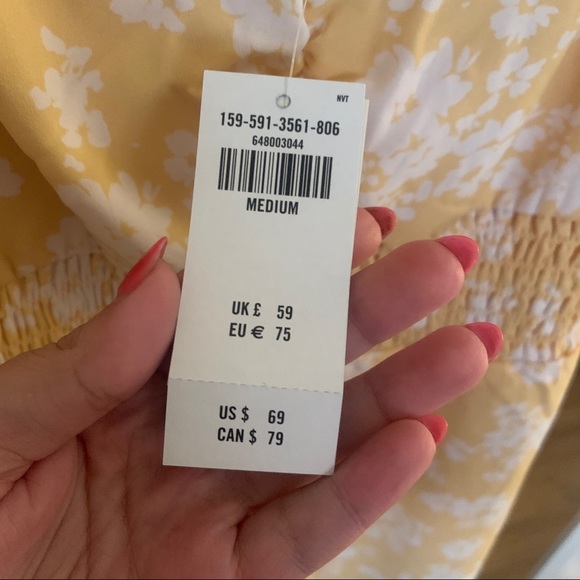 NVT
159-591-3561-806
648003044
MEDIUM
UK £ 59
EU € 75
US $ 69
CAN $ 79